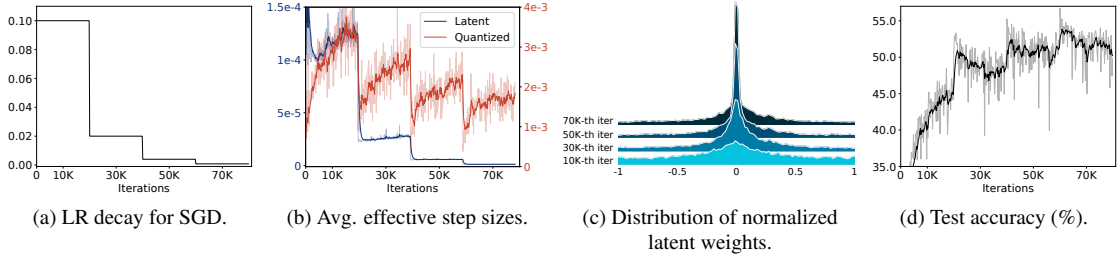 0.10
0.08
0.06
0.04
0.02
0.00
10K
30K
50K
70K
Iterations
(a) LR decay for SGD.
1.5e-4
1e-4
5e-5
0
4e-3
3e-3
2e-3
1e-3
0
Latent
Quantized
0
10K
30K
50K
70K
Iterations
(b) Avg. effective step sizes.
70K-th iter
50K-th iter
30K-th iter
10K-th iter
-1
-0.5
0
0.5
1
(c) Distribution of normalized
latent weights.
55.0
50.0
45.0
40.0
35.0
10K
30K
50K
70K
Iterations
(d) Test accuracy (%).